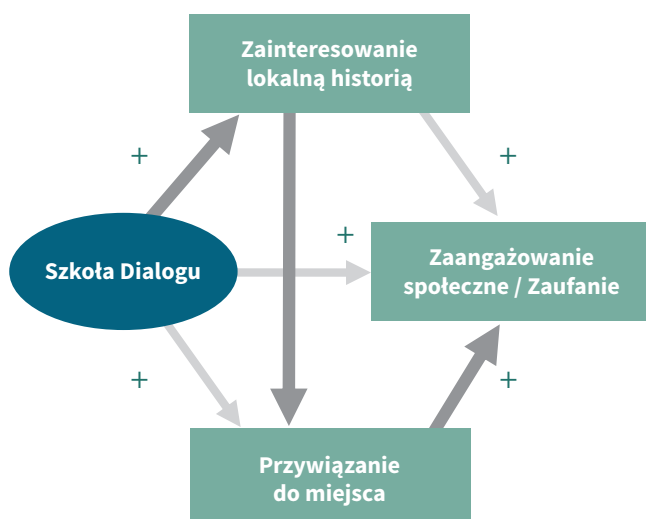 Zainteresowanie
lokalną historią
+
+
+
Szkoła Dialogu
Zaangażowanie
społeczne / Zaufanie
+
+
Przywiązanie
do miejsca